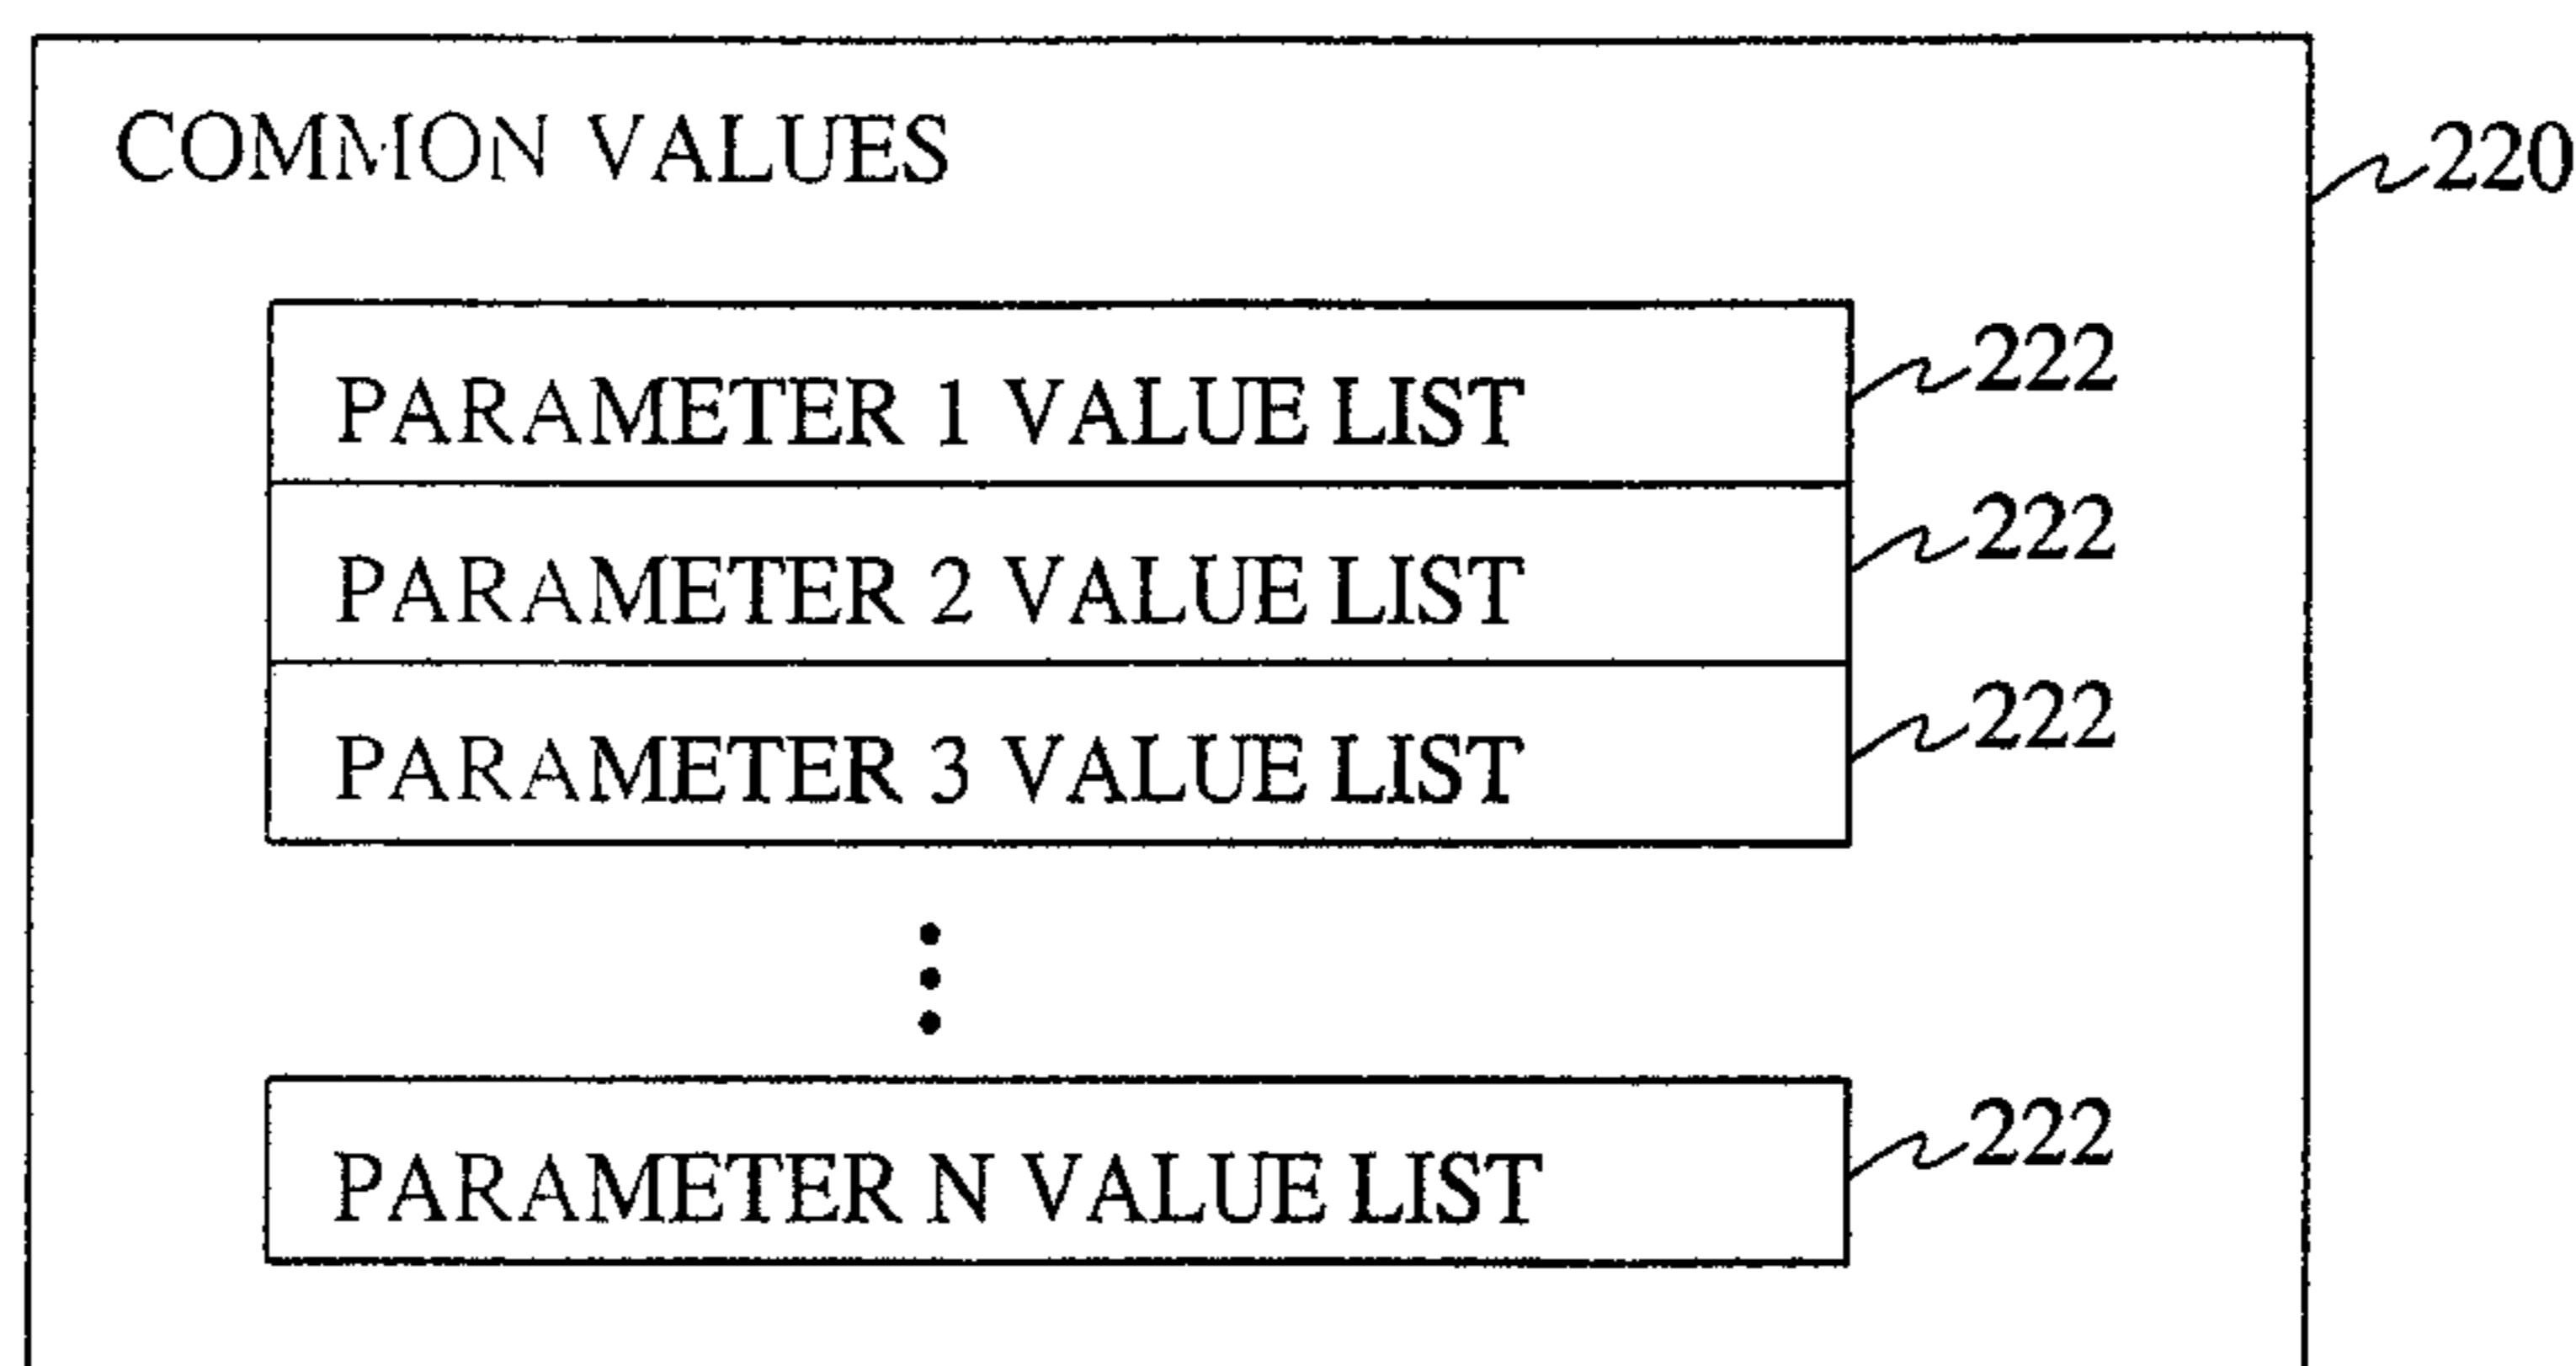 COMMON VALUES
220
PARAMETER 1 VALUE LIST
222
PARAMETER 2 VALUE LIST
222
PARAMETER 3 VALUE LIST
222
PARAMETER N VALUE LIST
222